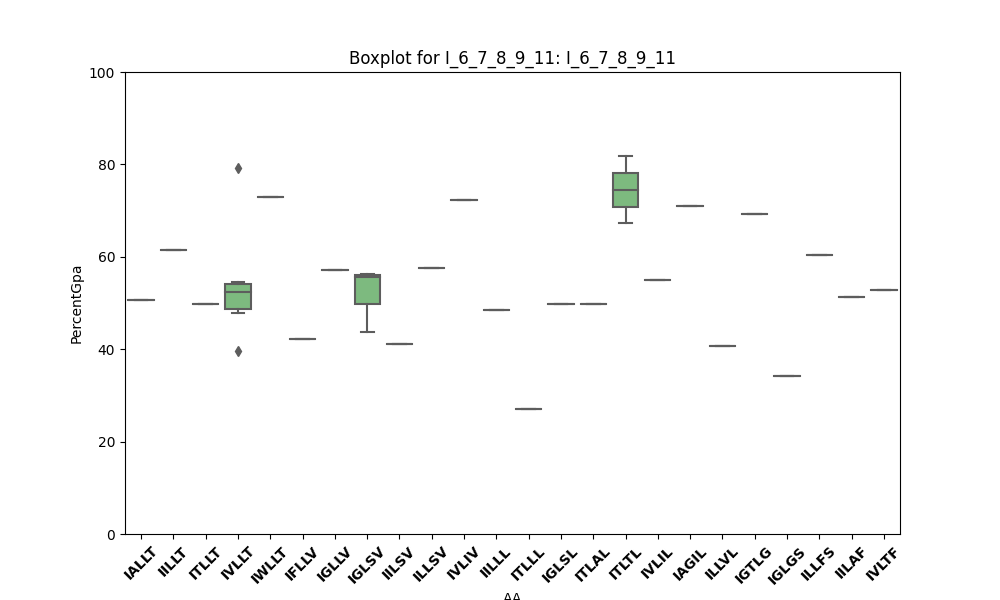 Boxplot for I_6_7_8_9_11: I_6_7_8_9_11
100
80
60
40
20
0
PercentGpa
IALLT IILLT ITLLT IVLLT IWLLT IFLLV IGLLV IGLSV IILSV ILLSV IVLIV IILLL ITLLL IGLSL ITLAL ITLTL IVLIL IAGIL ILLVL IGTLG IGLGS ILLFS IILAF IVLTF
AA